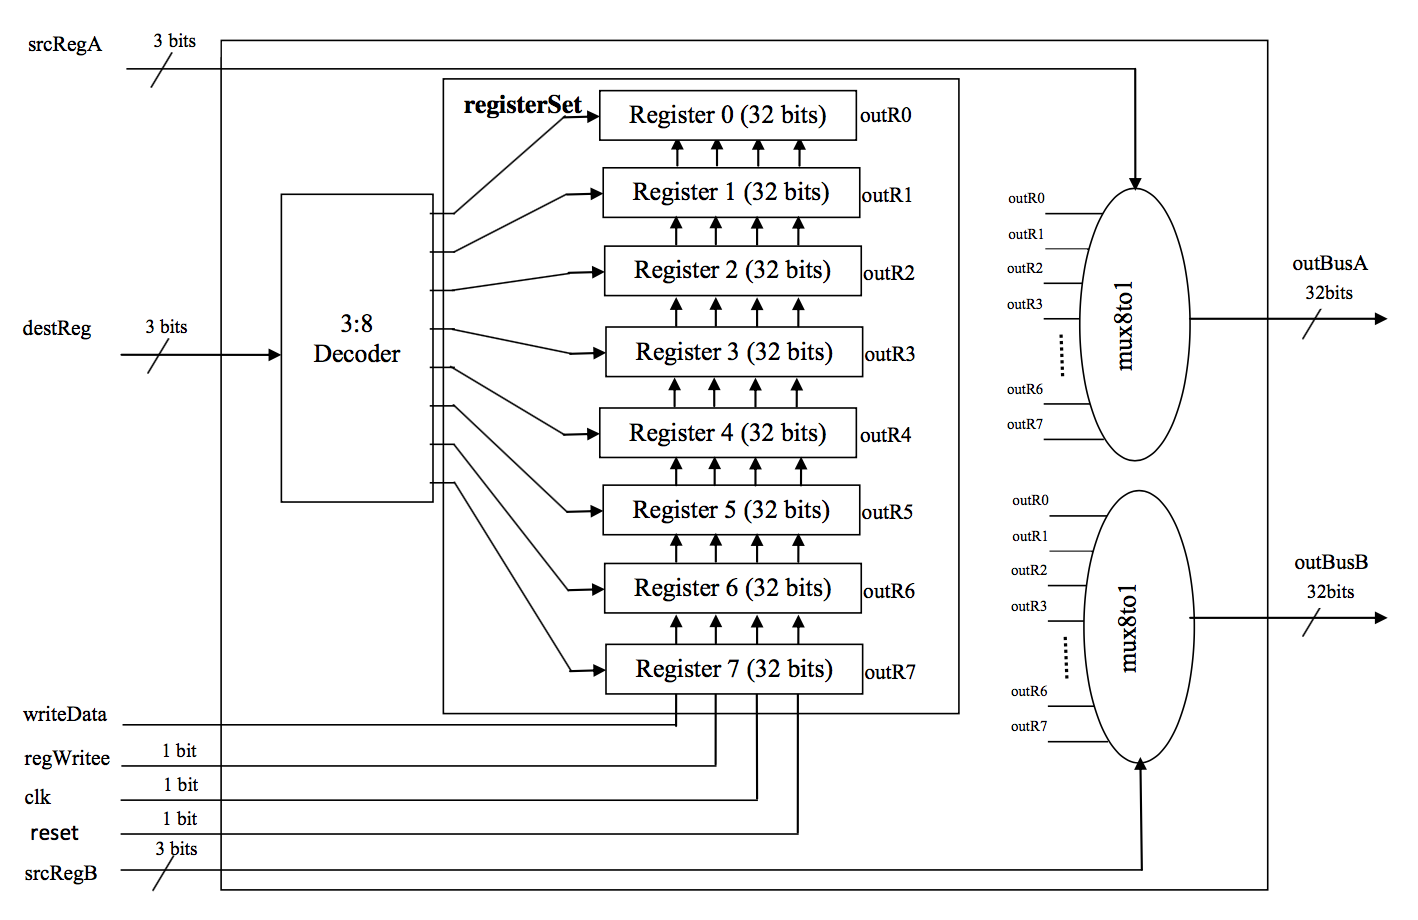 srcRegA
3 bits
registerSet
Register 0 (32 bits)
outR0
Register 1 (32 bits)
outR1
Register 2 (32 bits)
outR2
Register 3 (32 bits)
outR3
Register 4 (32 bits)
outR4
Register 5 (32 bits)
outR5
Register 6 (32 bits)
outR6
Register 7 (32 bits)
outR7
destReg
3 bits
3:8
Decoder
outR0
outR1
outR2
outR3
outR6
outR7
mux8to1
outBusA
32bits
outR0
outR1
outR2
outR3
outR6
outR7
mux8to1
outBusB
32bits
writeData
regWritee
1 bit
clk
1 bit
reset
1 bit
srcRegB
3 bits